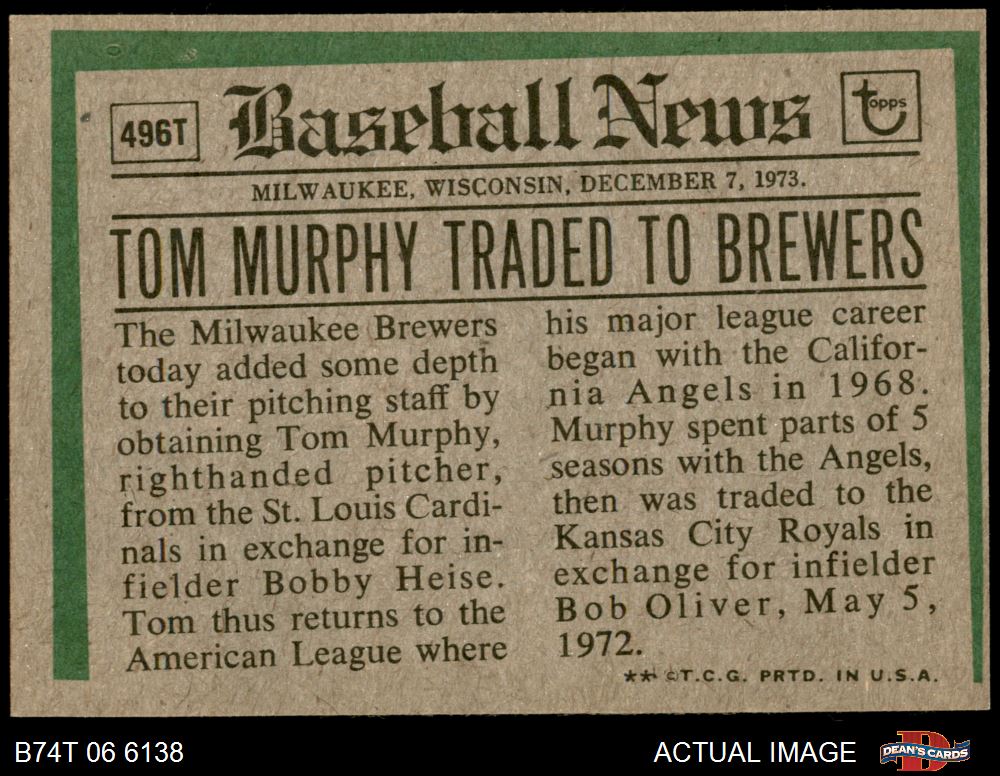 496T
Baseball News
topps
MILWAUKEE, WISCONSIN, DECEMBER 7, 1973.
TOM MURPHY TRADED TO BREWERS
The Milwaukee Brewers
today added some depth
to their pitching staff by
obtaining Tom Murphy,
righthanded pitcher,
from the St. Louis Cardi-
nals in exchange for in-
fielder Bobby Heise.
Tom thus returns to the
American League where
his major league career
began with the Califor-
nia Angels in 1968.
Murphy spent parts of 5
seasons with the Angels,
then was traded to the
Kansas City Royals in
exchange for infielder
Bob Oliver, May 5,
1972.
** ©T.C.G. PRTD. IN U.S.A.
B74T 06 6138
ACTUAL IMAGE
D
DEAN'S CARDS